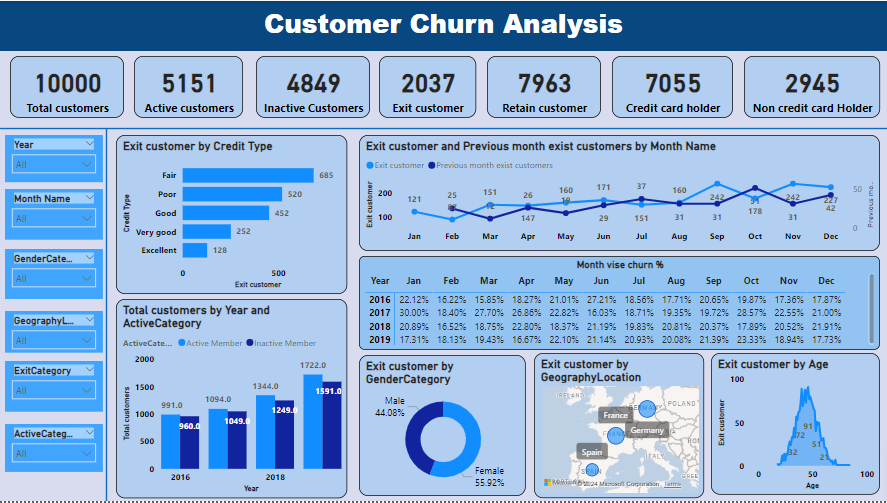 Customer Churn Analysis
10000
Total customers
5151
Active customers
4849
Inactive Customers
2037
Exit customer
7963
Retain customer
7055
Credit card holder
2945
Non credit card Holder
Year
All
Month Name
All
GenderCate...
All
GeographyL...
All
ExitCategory
All
ActiveCateg...
All
Exit customer by Credit Type
Credit Type
Fair 685
Poor 520
Good 452
Very good 252
Excellent 128
0 500
Exit customer
Total customers by Year and
ActiveCategory
ActiveCate... Active Member Inactive Member
Total customers
2000
1500
1000
500
0
991.0 960.0 1094.0 1049.0 1344.0 1249.0 1722.0 1591.0
2016 2018
Year
Exit customer and Previous month exist customers by Month Name
Exit customer Previous month exist customers
Exit customer
200
100
121 25 151 26 160 171 37 160 242 242 227
147 29 151 31 31 178 31 42
50
0
Previous mo...
Jan Feb Mar Apr May Jun Jul Aug Sep Oct Nov Dec
Month vise churn %
Year Jan Feb Mar Apr May Jun Jul Aug Sep Oct Nov Dec
2016 22.12% 16.22% 15.85% 18.27% 21.01% 27.21% 18.56% 17.71% 20.65% 19.87% 17.36% 17.87%
2017 30.00% 18.40% 27.70% 26.86% 22.82% 16.03% 18.71% 19.35% 19.72% 28.57% 22.55% 21.00%
2018 20.89% 16.52% 18.75% 22.80% 18.37% 21.19% 19.83% 20.81% 20.37% 17.89% 20.52% 21.91%
2019 17.31% 18.13% 19.43% 16.67% 22.10% 21.14% 20.93% 20.08% 21.39% 23.33% 18.94% 17.73%
Exit customer by
GenderCategory
Male
44.08%
Female
55.92%
Exit customer by
GeographyLocation
IRELAND
GERMANY
POLAND
France
FRANCE
Germany
Spain
SPAIN
ITALY
GREE
© 2024 Microsoft Corporation Terms
Exit customer by Age
Exit customer
100
50
0
91
72
51
32
21
0 50 100
Age